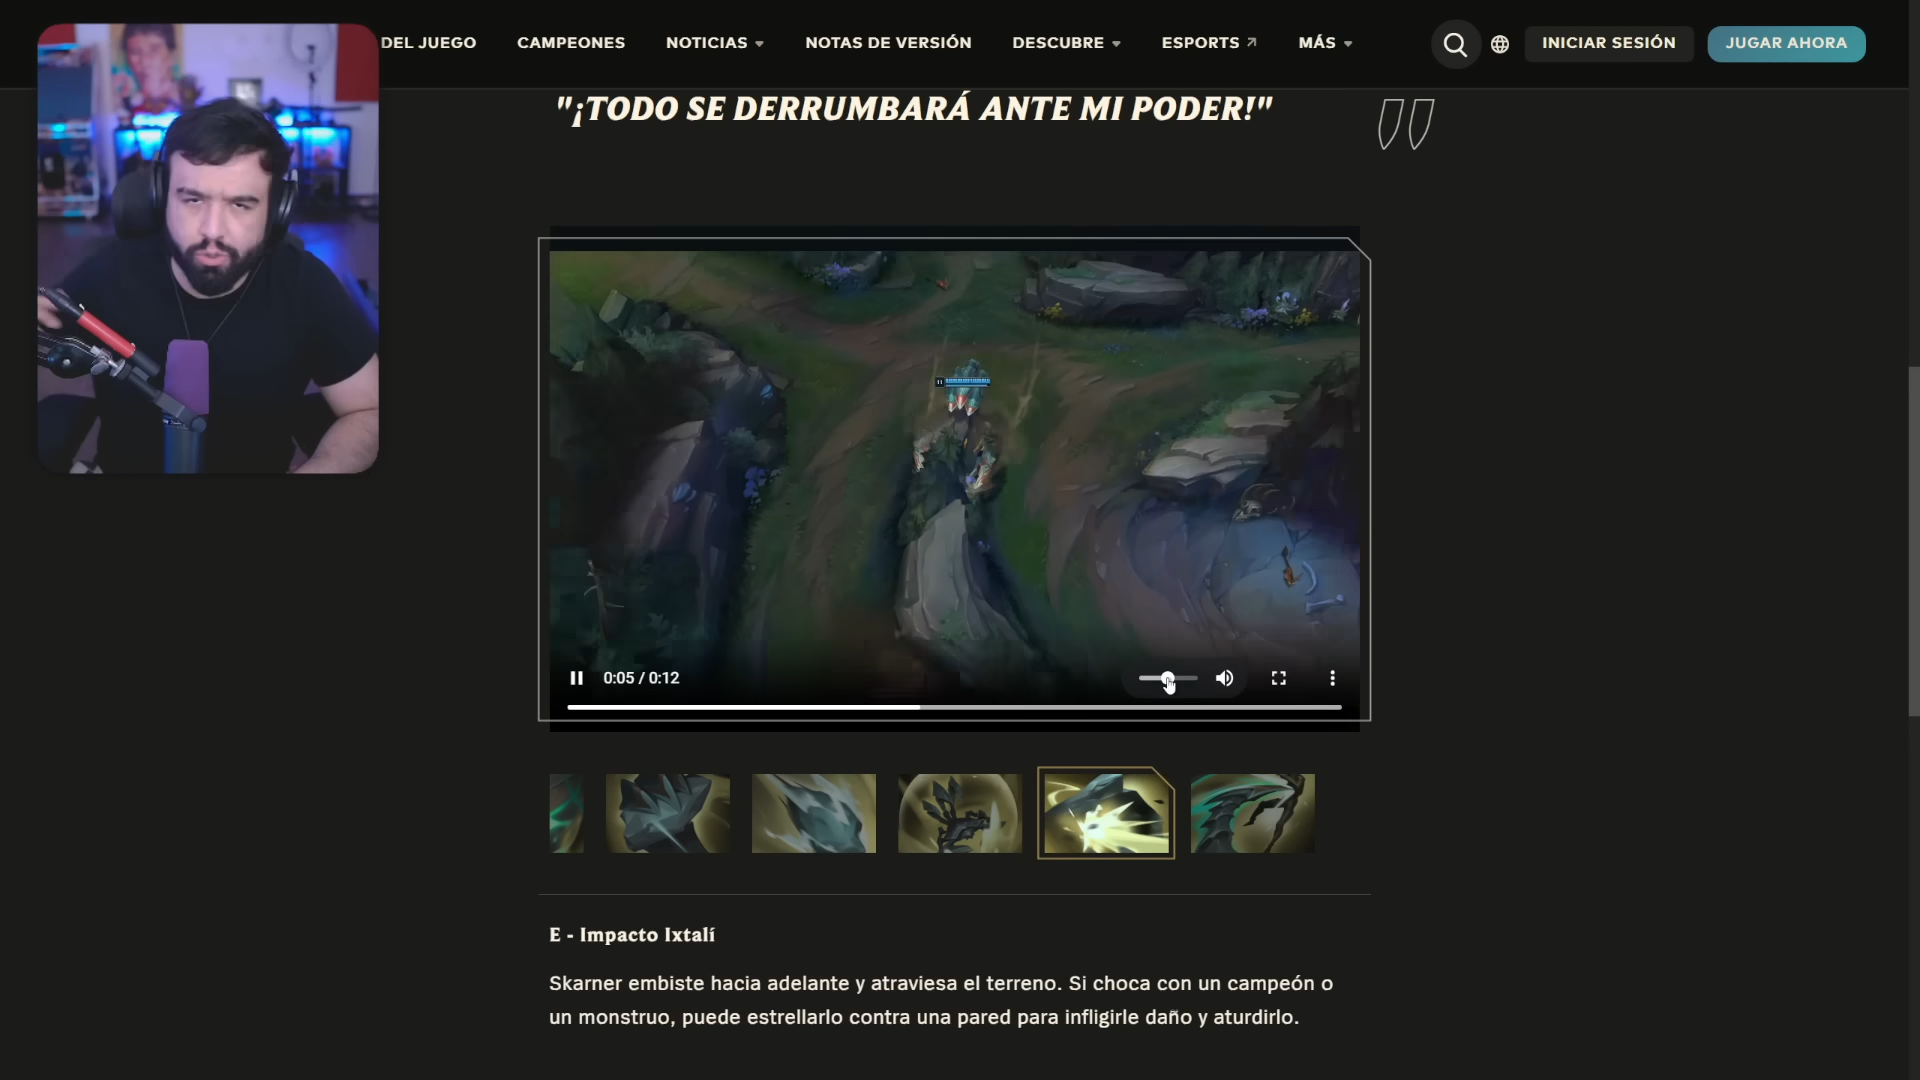 DEL JUEGO
CAMPEONES
NOTICIAS
NOTAS DE VERSIÓN
DESCUBRE
ESPORTS
MÁS
INICIAR SESIÓN
JUGAR AHORA
"¡TODO SE DERRUMBARÁ ANTE MI PODER!"
0:05 / 0:12
E - Impacto Ixtalí
Skarner embiste hacia adelante y atraviesa el terreno. Si choca con un campeón o
un monstruo, puede estrellarlo contra una pared para infligirle daño y aturdirlo.